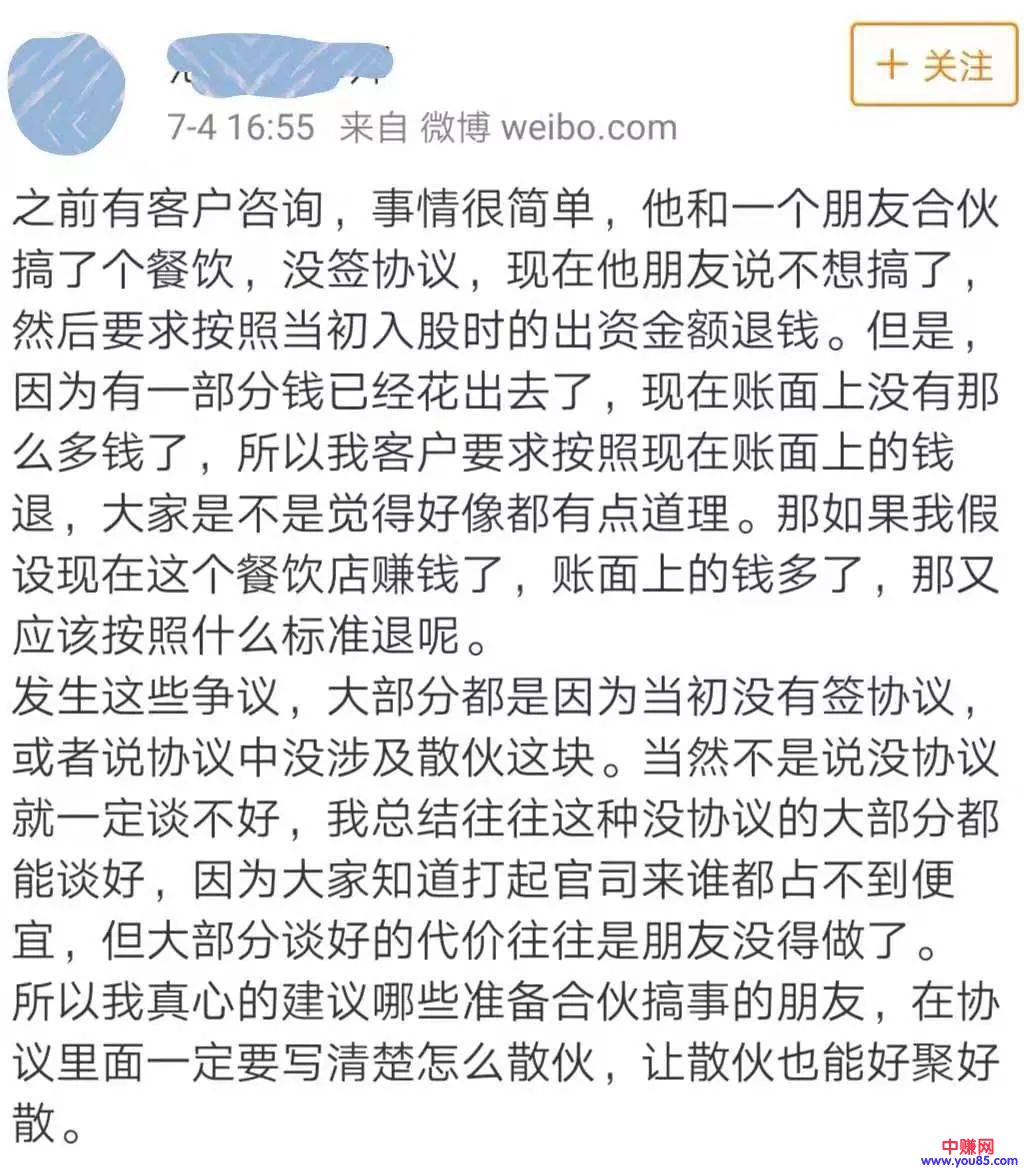 + 关注
7-4 16:55 来自 微博 weibo.com
之前有客户咨询，事情很简单，他和一个朋友合伙
搞了个餐饮，没签协议，现在他朋友说不想搞了，
然后要求按照当初入股时的出资金额退钱。但是，
因为有一部分钱已经花出去了，现在账面上没有那
么多钱了，所以我客户要求按照现在账面上的钱
退，大家是不是觉得好像都有点道理。那如果我假
设现在这个餐饮店赚钱了，账面上的钱多了，那又
应该按照什么标准退呢。
发生这些争议，大部分都是因为当初没有签协议，
或者说协议中没涉及散伙这块。当然不是说没协议
就一定谈不好，我总结往往这种没协议的大部分都
能谈好，因为大家知道打起官司来谁都占不到便
宜，但大部分谈好的代价往往是朋友没得做了。
所以我真心的建议哪些准备合伙搞事的朋友，在协
议里面一定要写清楚怎么散伙，让散伙也能好聚好
散。
中赚网
www.you85.com